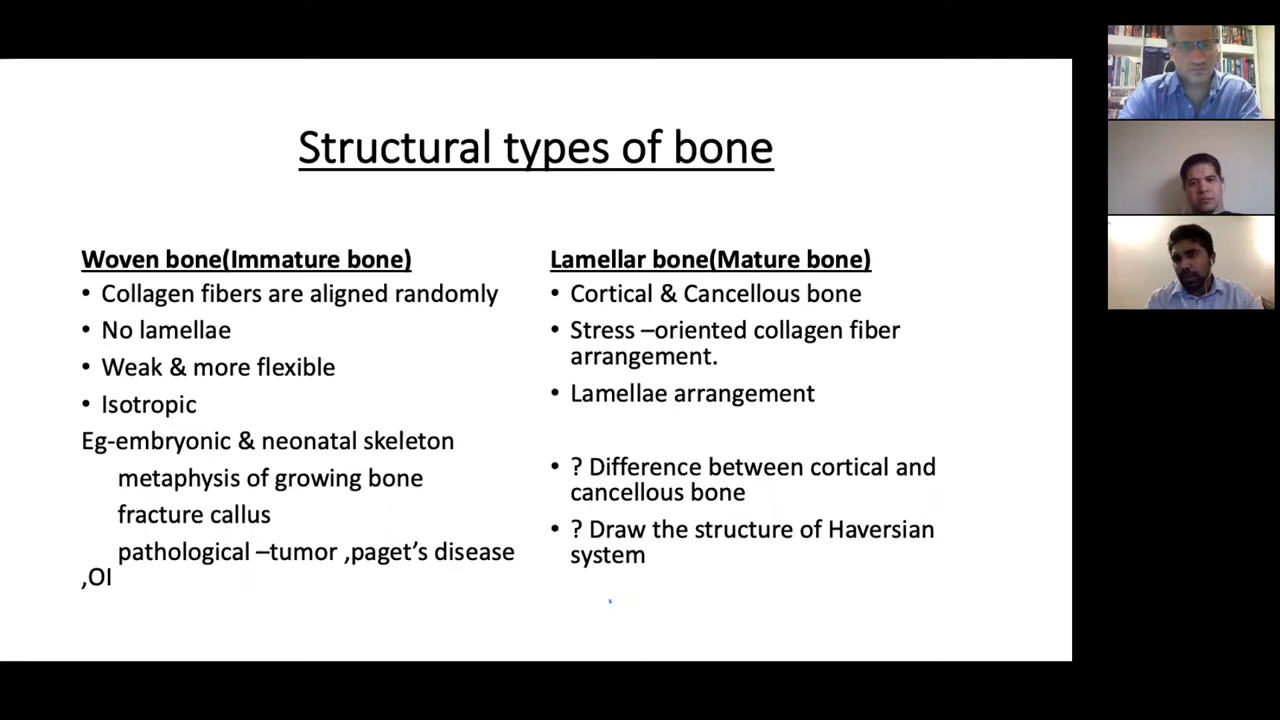 Structural types of bone
Woven bone(Immature bone)
• Collagen fibers are aligned randomly
• No lamellae
• Weak & more flexible
• Isotropic
Eg-embryonic & neonatal skeleton
metaphysis of growing bone
fracture callus
pathological –tumor ,paget’s disease
,OI
Lamellar bone(Mature bone)
• Cortical & Cancellous bone
• Stress –oriented collagen fiber
arrangement.
• Lamellae arrangement
• ? Difference between cortical and
cancellous bone
• ? Draw the structure of Haversian
system